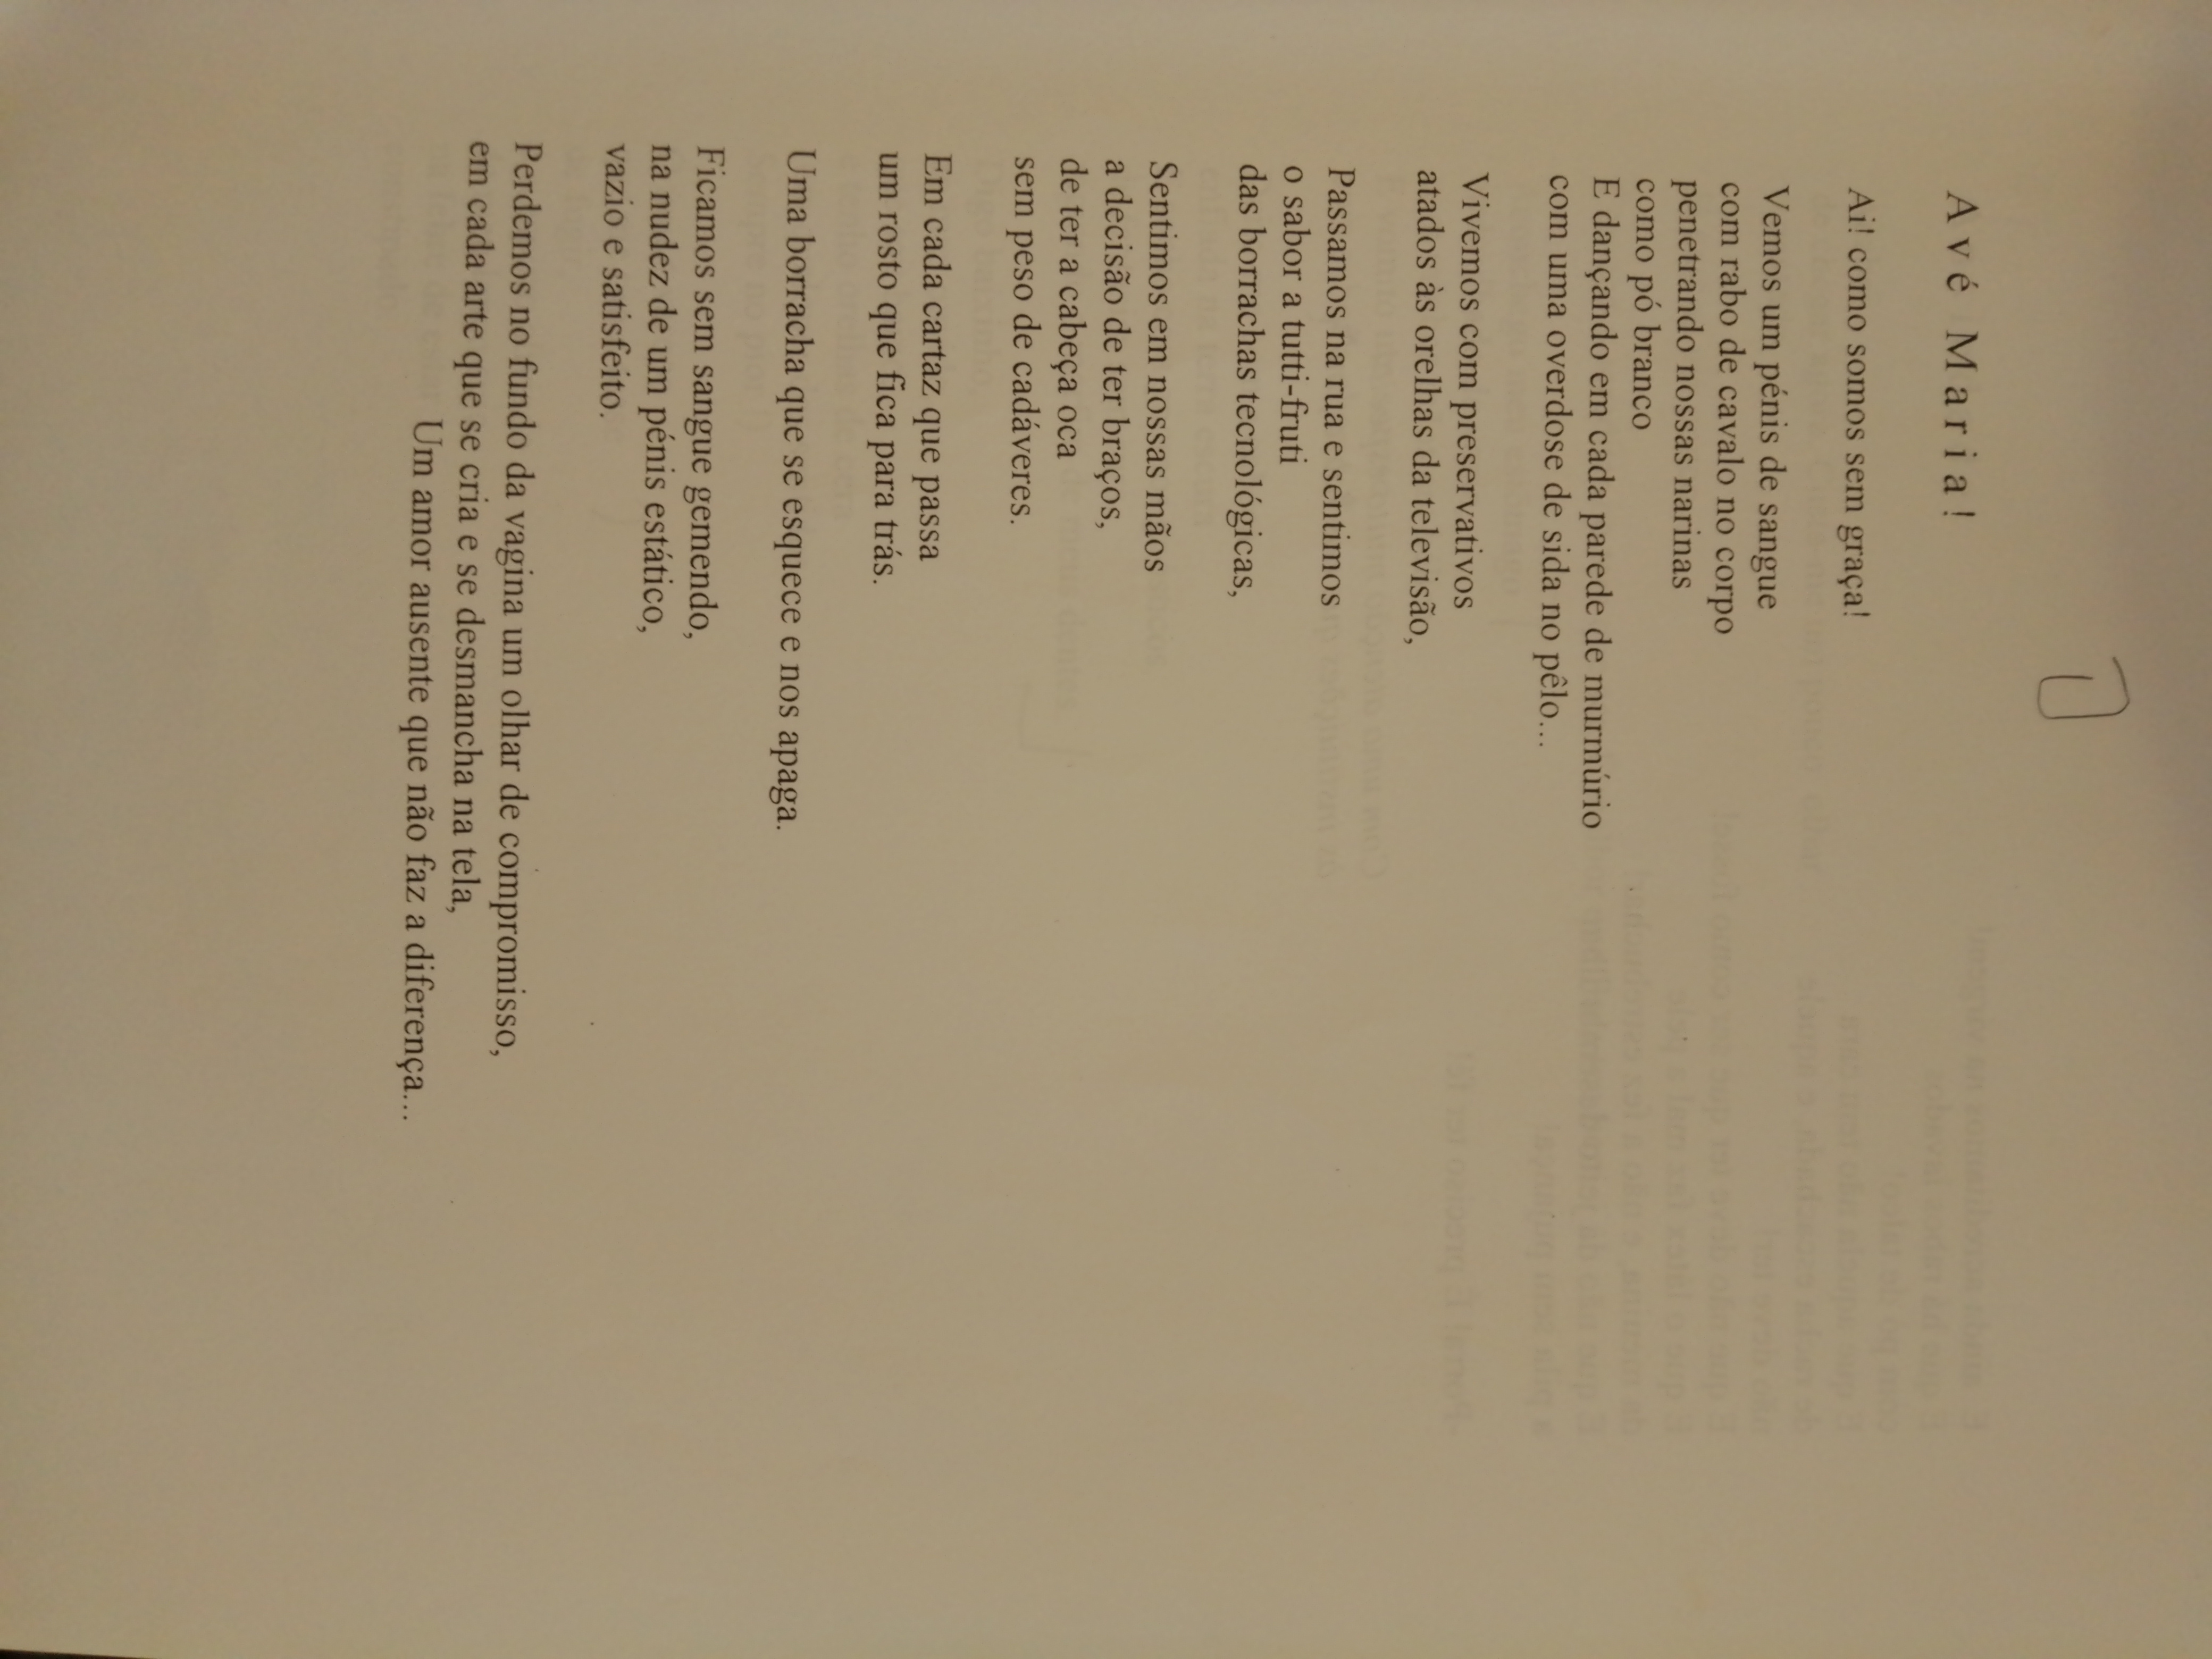 A v é  M a r i a !
Ai! como somos sem graça!
Vemos um pénis de sangue
com rabo de cavalo no corpo
penetrando nossas narinas
como pó branco
E dançando em cada parede de murmúrio
com uma overdose de sida no pêlo...
Vivemos com preservativos
atados às orelhas da televisão,
Passamos na rua e sentimos
o sabor a tutti-fruti
das borrachas tecnológicas,
Sentimos em nossas mãos
a decisão de ter braços,
de ter a cabeça oca
sem peso de cadáveres.
Em cada cartaz que passa
um rosto que fica para trás.
Uma borracha que se esquece e nos apaga.
Ficamos sem sangue gemendo,
na nudez de um pénis estático,
vazio e satisfeito.
Perdemos no fundo da vagina um olhar de compromisso,
em cada arte que se cria e se desmancha na tela,
Um amor ausente que não faz a diferença...